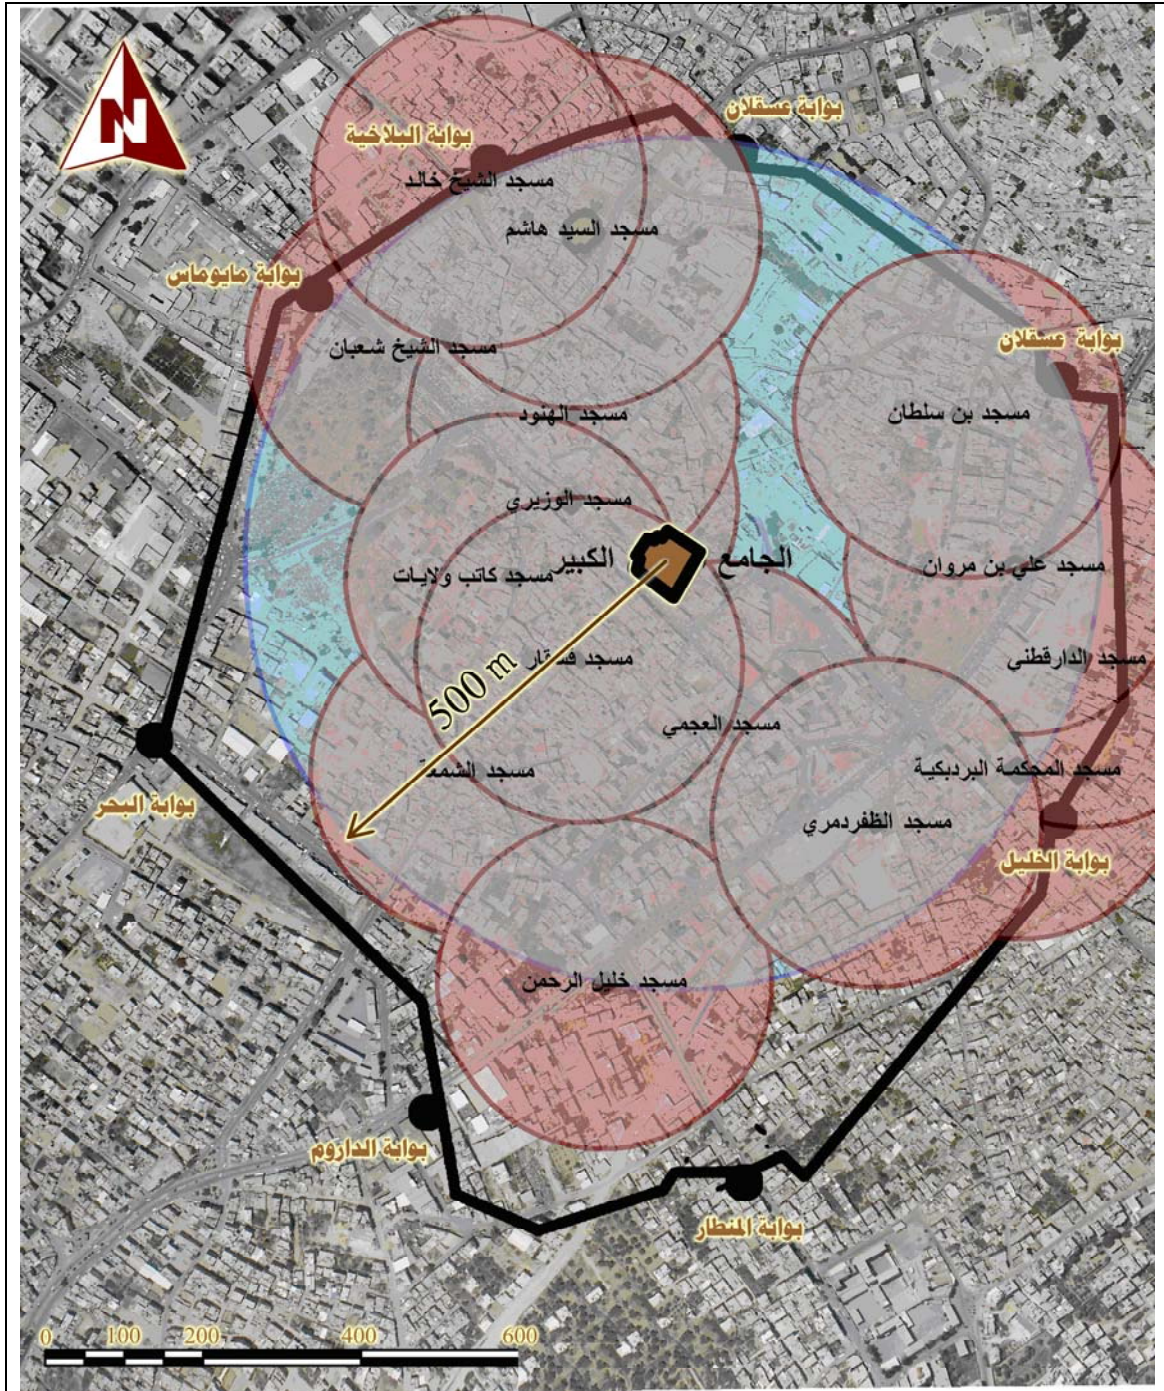 N
بوابة عسقلان
بوابة البلاخية
مسجد الشيخ خالد
مسجد السيد هاشم
بوابة مايوماس
بوابة عسقلان
مسجد الشيخ شعبان
مسجد الهنود
مسجد بن سلطان
مسجد الوزيري
الجامع الكبير
مسجد علي بن مروان
مسجد كاتب ولايات
مسجد الدارقطني
500 m
مسجد العجمي
مسجد الشمعة
مسجد المحكمة البردبكية
بوابة البحر
مسجد الظفردمري
بوابة الخليل
مسجد خليل الرحمن
بوابة الداروم
بوابة المنطار
0 100 200 400 600